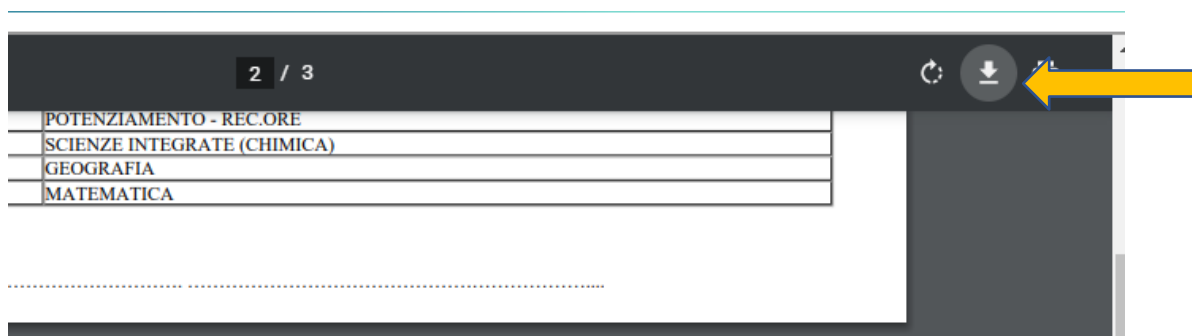 2 / 3
POTENZIAMENTO - REC.ORE
SCIENZE INTEGRATE (CHIMICA)
GEOGRAFIA
MATEMATICA